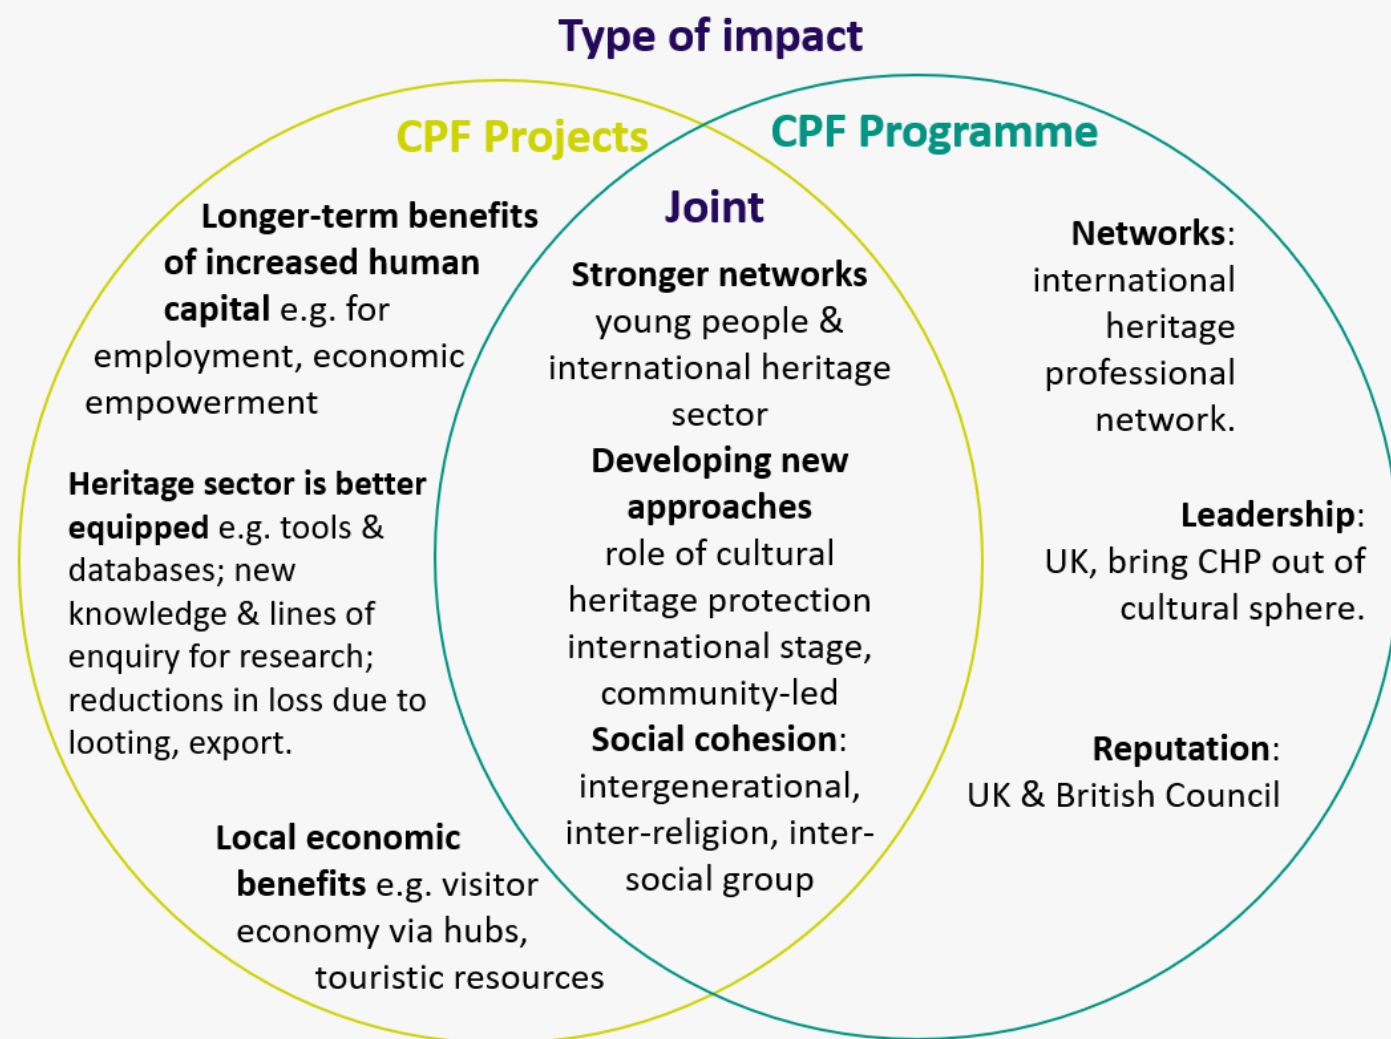 Type of impact
CPF Projects
Longer-term benefits
of increased human
capital e.g. for
employment, economic
empowerment
Heritage sector is better
equipped e.g. tools &
databases; new
knowledge & lines of
enquiry for research;
reductions in loss due to
looting, export.
Local economic
benefits e.g. visitor
economy via hubs,
touristic resources
Joint
Stronger networks
young people &
international heritage
sector
Developing new
approaches
role of cultural
heritage protection
international stage,
community-led
Social cohesion:
intergenerational,
inter-religion, inter-
social group
CPF Programme
Networks:
international
heritage
professional
network.
Leadership:
UK, bring CHP out of
cultural sphere.
Reputation:
UK & British Council